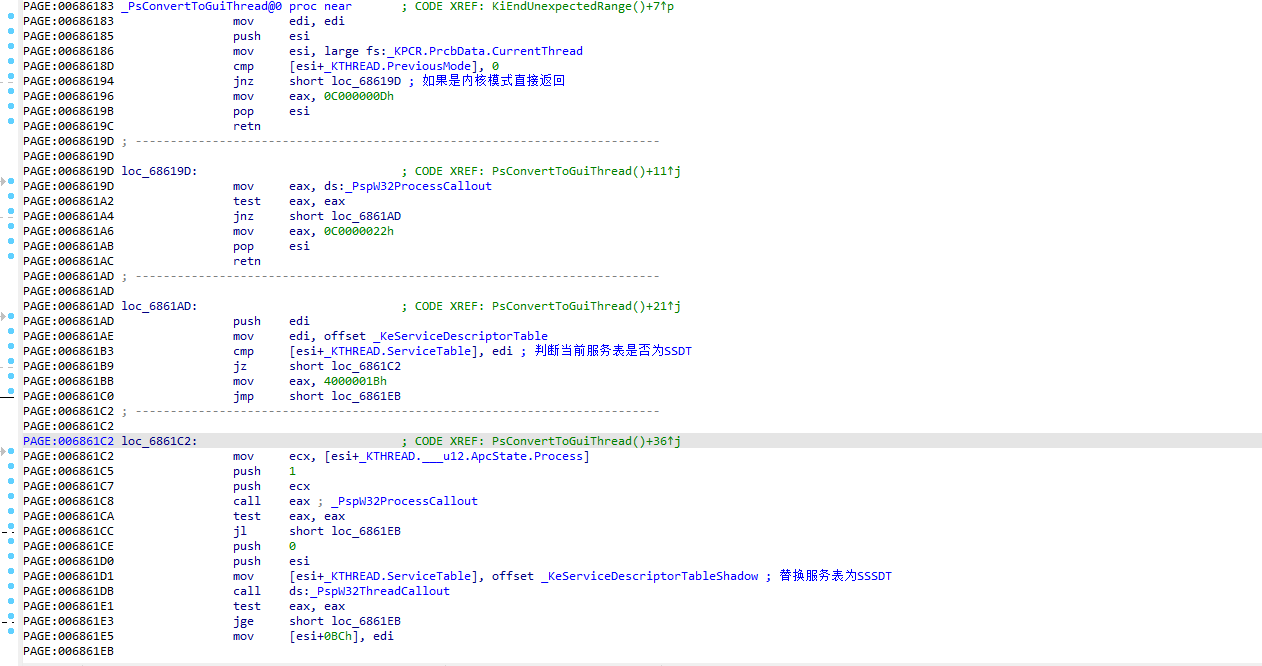 PAGE:00686183 _PsConvertToGuiThread@0 proc near ; CODE XREF: KiEndUnexpectedRange()+7↑p
PAGE:00686183 mov edi, edi
PAGE:00686185 push esi
PAGE:00686186 mov esi, large fs:_KPCR.PrcbData.CurrentThread
PAGE:0068618D cmp [esi+_KTHREAD.PreviousMode], 0
PAGE:00686194 jnz short loc_68619D ; 如果是内核模式直接返回
PAGE:00686196 mov eax, 0C000000Dh
PAGE:0068619B pop esi
PAGE:0068619C retn
PAGE:0068619D ; ---------------------------------------------------------------------------
PAGE:0068619D
PAGE:0068619D loc_68619D: ; CODE XREF: PsConvertToGuiThread()+11↑j
PAGE:0068619D mov eax, ds:_PspW32ProcessCallout
PAGE:006861A2 test eax, eax
PAGE:006861A4 jnz short loc_6861AD
PAGE:006861A6 mov eax, 0C0000022h
PAGE:006861AB pop esi
PAGE:006861AC retn
PAGE:006861AD ; ---------------------------------------------------------------------------
PAGE:006861AD
PAGE:006861AD loc_6861AD: ; CODE XREF: PsConvertToGuiThread()+21↑j
PAGE:006861AD push edi
PAGE:006861AE mov edi, offset _KeServiceDescriptorTable
PAGE:006861B3 cmp [esi+_KTHREAD.ServiceTable], edi ; 判断当前服务表是否为SSDT
PAGE:006861B9 jz short loc_6861C2
PAGE:006861BB mov eax, 4000001Bh
PAGE:006861C0 jmp short loc_6861EB
PAGE:006861C2 ; ---------------------------------------------------------------------------
PAGE:006861C2
PAGE:006861C2 loc_6861C2: ; CODE XREF: PsConvertToGuiThread()+36↑j
PAGE:006861C2 mov ecx, [esi+_KTHREAD.___u12.ApcState.Process]
PAGE:006861C5 push 1
PAGE:006861C7 push ecx
PAGE:006861C8 call eax ; _PspW32ProcessCallout
PAGE:006861CA test eax, eax
PAGE:006861CC jl short loc_6861EB
PAGE:006861CE push 0
PAGE:006861D0 push esi
PAGE:006861D1 mov [esi+_KTHREAD.ServiceTable], offset _KeServiceDescriptorTableShadow ; 替换服务表为SSSDT
PAGE:006861DB call ds:_PspW32ThreadCallout
PAGE:006861E1 test eax, eax
PAGE:006861E3 jge short loc_6861EB
PAGE:006861E5 mov [esi+0BCh], edi
PAGE:006861EB